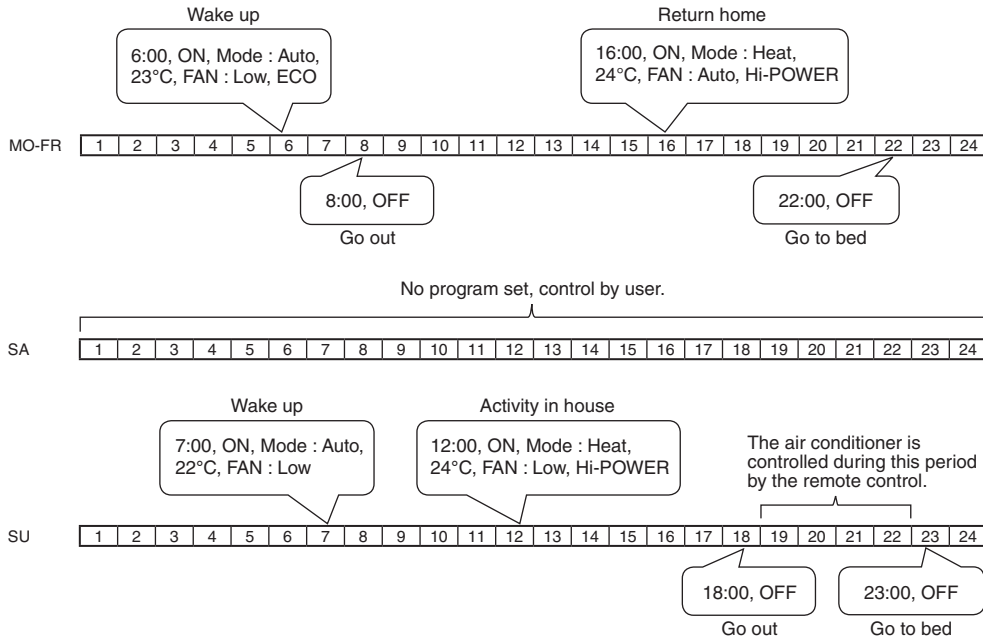 Wake up
6:00, ON, Mode : Auto,
23°C, FAN : Low, ECO
Return home
16:00, ON, Mode : Heat,
24°C, FAN : Auto, Hi-POWER
MO-FR
1 2 3 4 5 6 7 8 9 10 11 12 13 14 15 16 17 18 19 20 21 22 23 24
8:00, OFF
Go out
22:00, OFF
Go to bed
No program set, control by user.
SA
1 2 3 4 5 6 7 8 9 10 11 12 13 14 15 16 17 18 19 20 21 22 23 24
Wake up
7:00, ON, Mode : Auto,
22°C, FAN : Low
Activity in house
12:00, ON, Mode : Heat,
24°C, FAN : Low, Hi-POWER
The air conditioner is
controlled during this period
by the remote control.
SU
1 2 3 4 5 6 7 8 9 10 11 12 13 14 15 16 17 18 19 20 21 22 23 24
18:00, OFF
Go out
23:00, OFF
Go to bed